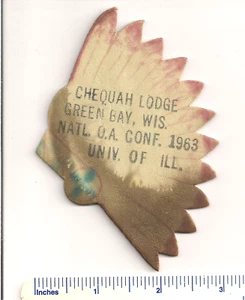 CHEQUAH LODGE
GREEN BAY, WIS.
NATL. O.A. CONF. 1963
UNIV. OF ILL.
Inches 1 2 3